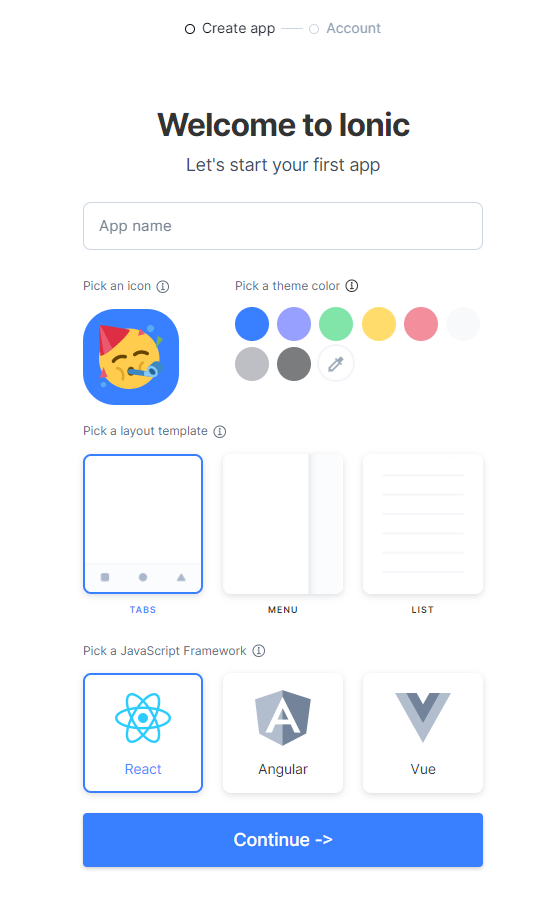 Create app Account
Welcome to Ionic
Let's start your first app
App name
Pick an icon Pick a theme color
Pick a layout template
TABS MENU LIST
Pick a JavaScript Framework
React Angular Vue
Continue ->